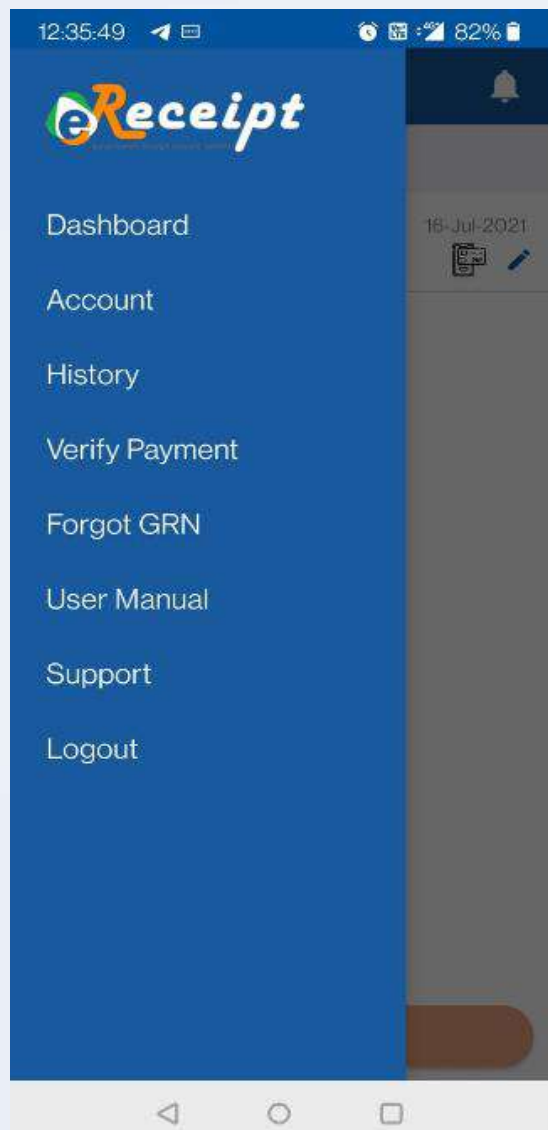 12:35:49
82%
eReceipt
Dashboard
16-Jul-2021
Account
History
Verify Payment
Forgot GRN
User Manual
Support
Logout